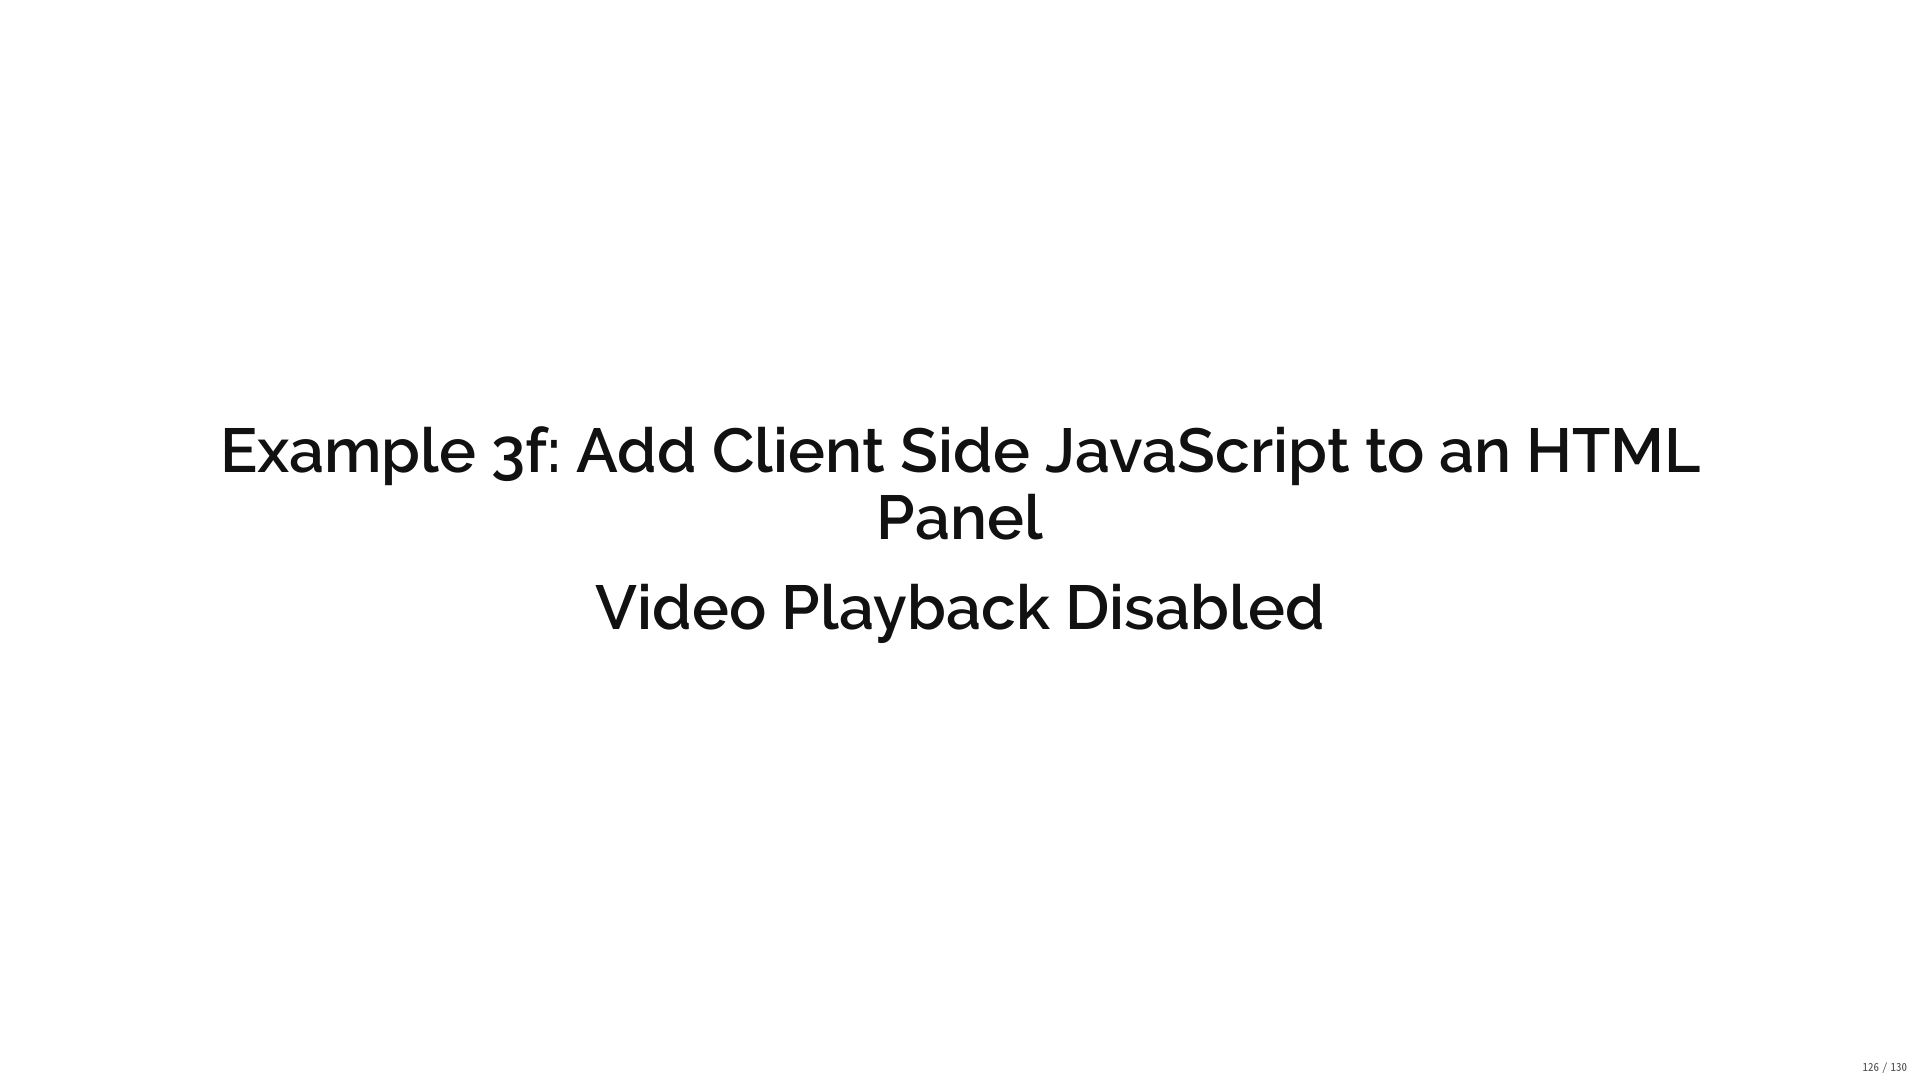 Example 3f: Add Client Side JavaScript to an HTML
Panel
Video Playback Disabled
126 / 130